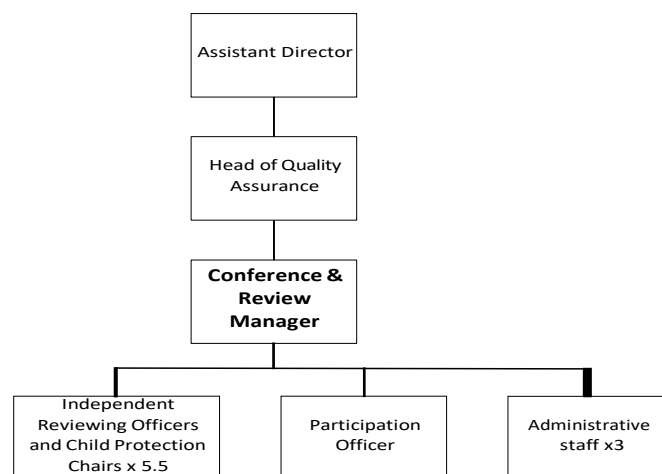 Assistant Director
Head of Quality
Assurance
Conference &
Review
Manager
Independent
Reviewing Officers
and Child Protection
Chairs x 5.5
Participation
Officer
Administrative
staff x3